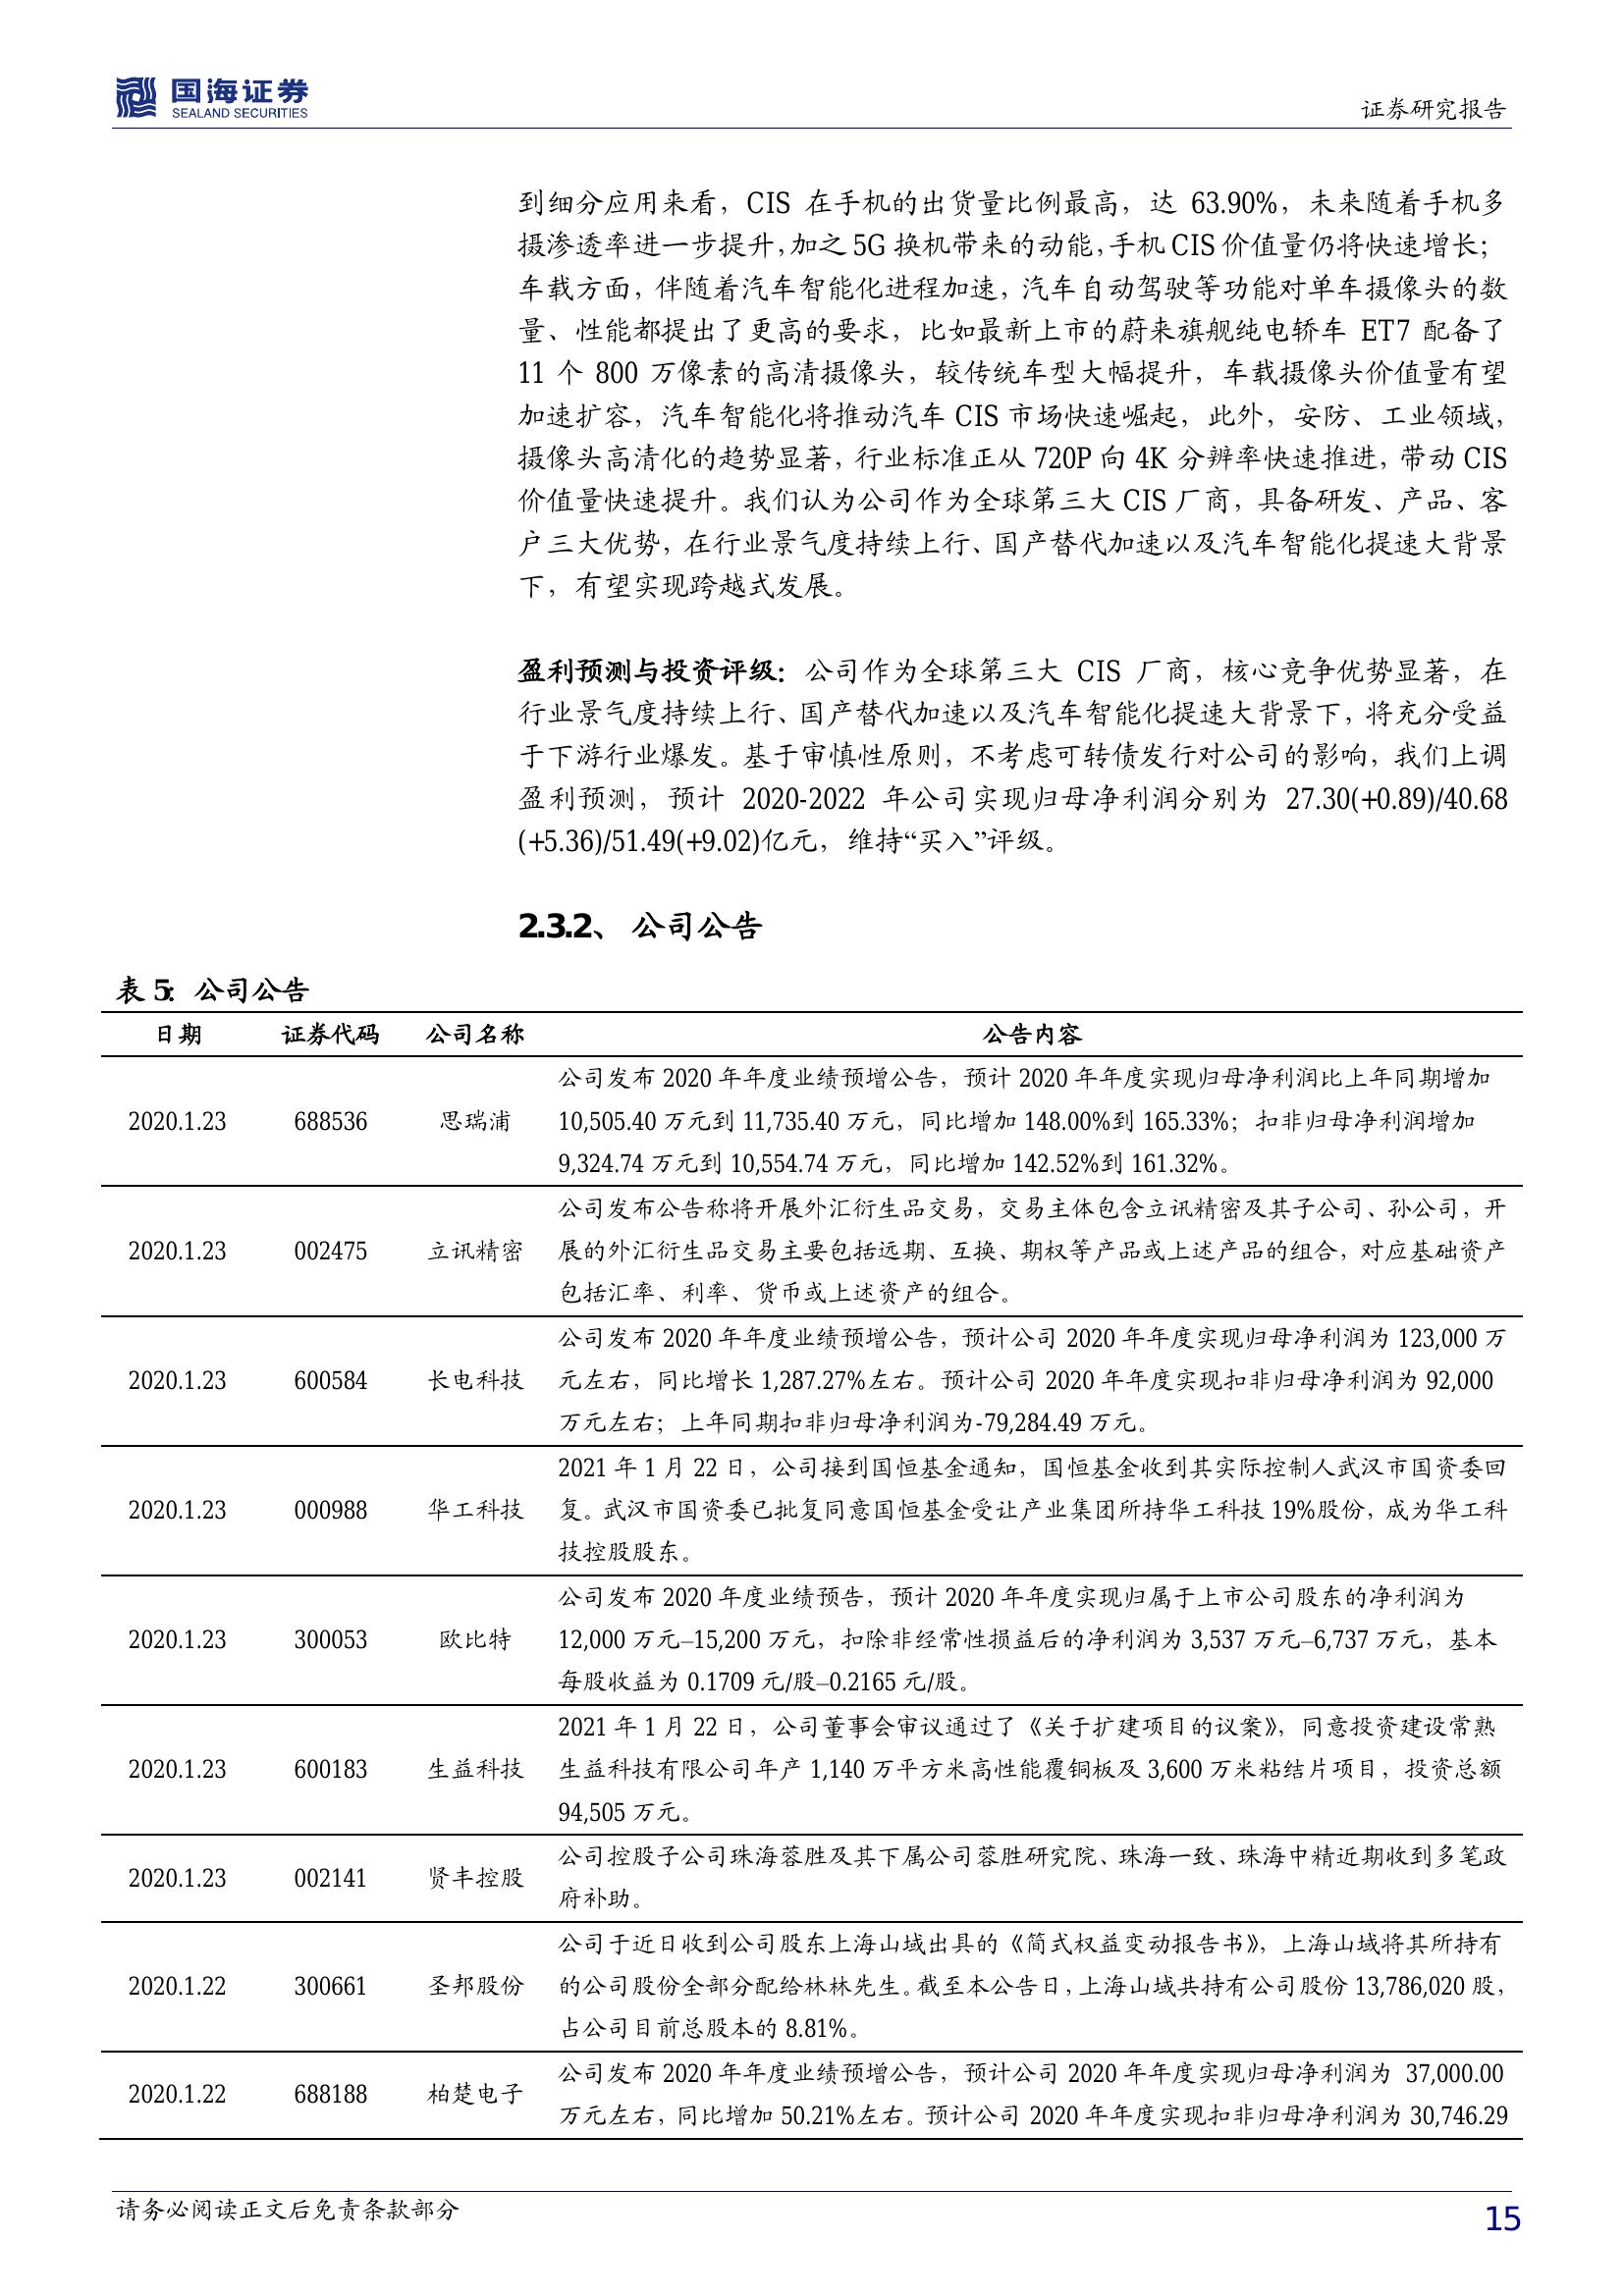 国海证券
SEALAND SECURITIES
证券研究报告
到细分应用来看，CIS 在手机的出货量比例最高，达 63.90%，未来随着手机多
摄渗透率进一步提升，加之 5G 换机带来的动能，手机 CIS 价值量仍将快速增长；
车载方面，伴随着汽车智能化进程加速，汽车自动驾驶等功能对单车摄像头的数
量、性能都提出了更高的要求，比如最新上市的蔚来旗舰纯电轿车 ET7 配备了
11 个 800 万像素的高清摄像头，较传统车型大幅提升，车载摄像头价值量有望
加速扩容，汽车智能化将推动汽车 CIS 市场快速崛起，此外，安防、工业领域，
摄像头高清化的趋势显著，行业标准正从 720P 向 4K 分辨率快速推进，带动 CIS
价值量快速提升。我们认为公司作为全球第三大 CIS 厂商，具备研发、产品、客
户三大优势，在行业景气度持续上行、国产替代加速以及汽车智能化提速大背景
下，有望实现跨越式发展。
盈利预测与投资评级：公司作为全球第三大 CIS 厂商，核心竞争优势显著，在
行业景气度持续上行、国产替代加速以及汽车智能化提速大背景下，将充分受益
于下游行业爆发。基于审慎性原则，不考虑可转债发行对公司的影响，我们上调
盈利预测，预计 2020-2022 年公司实现归母净利润分别为 27.30(+0.89)/40.68
(+5.36)/51.49(+9.02)亿元，维持“买入”评级。
2.3.2、 公司公告
表 5：公司公告
日期 证券代码 公司名称 公告内容
公司发布 2020 年年度业绩预增公告，预计 2020 年年度实现归母净利润比上年同期增加
2020.1.23 688536 思瑞浦 10,505.40 万元到 11,735.40 万元，同比增加 148.00%到 165.33%；扣非归母净利润增加
9,324.74 万元到 10,554.74 万元，同比增加 142.52%到 161.32%。
公司发布公告称将开展外汇衍生品交易，交易主体包含立讯精密及其子公司、孙公司，开
2020.1.23 002475 立讯精密 展的外汇衍生品交易主要包括远期、互换、期权等产品或上述产品的组合，对应基础资产
包括汇率、利率、货币或上述资产的组合。
公司发布 2020 年年度业绩预增公告，预计公司 2020 年年度实现归母净利润为 123,000 万
2020.1.23 600584 长电科技 元左右，同比增长 1,287.27%左右。预计公司 2020 年年度实现扣非归母净利润为 92,000
万元左右；上年同期扣非归母净利润为-79,284.49 万元。
2021 年 1 月 22 日，公司接到国恒基金通知，国恒基金收到其实际控制人武汉市国资委回
2020.1.23 000988 华工科技 复。武汉市国资委已批复同意国恒基金受让产业集团所持华工科技 19%股份，成为华工科
技控股股东。
公司发布 2020 年度业绩预告，预计 2020 年年度实现归属于上市公司股东的净利润为
2020.1.23 300053 欧比特 12,000 万元–15,200 万元，扣除非经常性损益后的净利润为 3,537 万元–6,737 万元，基本
每股收益为 0.1709 元/股–0.2165 元/股。
2021 年 1 月 22 日，公司董事会审议通过了《关于扩建项目的议案》，同意投资建设常熟
2020.1.23 600183 生益科技 生益科技有限公司年产 1,140 万平方米高性能覆铜板及 3,600 万米粘结片项目，投资总额
94,505 万元。
公司控股子公司珠海蓉胜及其下属公司蓉胜研究院、珠海一致、珠海中精近期收到多笔政
2020.1.23 002141 贤丰控股 府补助。
公司于近日收到公司股东上海山域出具的《简式权益变动报告书》，上海山域将其所持有
2020.1.22 300661 圣邦股份 的公司股份全部分配给林林先生。截至本公告日，上海山域共持有公司股份 13,786,020 股，
占公司目前总股本的 8.81%。
公司发布 2020 年年度业绩预增公告，预计公司 2020 年年度实现归母净利润为 37,000.00
2020.1.22 688188 柏楚电子 万元左右，同比增加 50.21%左右。预计公司 2020 年年度实现扣非归母净利润为 30,746.29
请务必阅读正文后免责条款部分
15